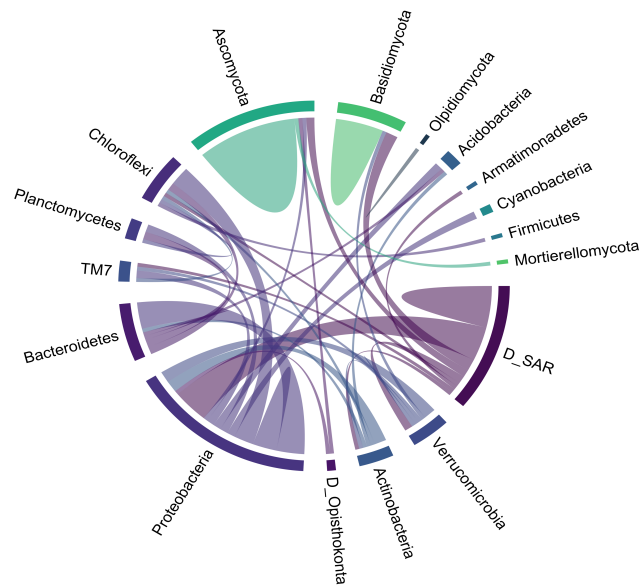 Ascomycota
Basidiomycota
Olpidiomycota
Acidobacteria
Armatimonadetes
Cyanobacteria
Firmicutes
Mortierellomycota
D_SAR
Verrucomicrobia
Actinobacteria
D_Opisthokonta
Proteobacteria
Bacteroidetes
TM7
Planctomycetes
Chloroflexi